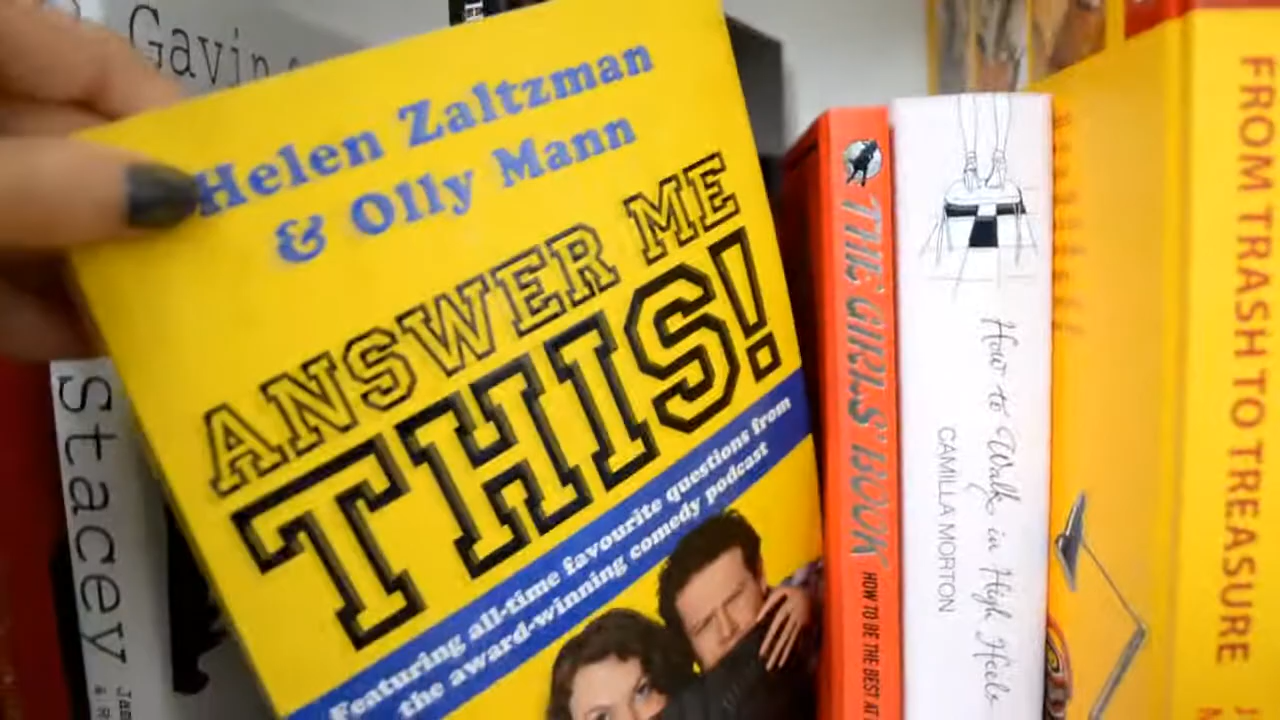 Gavin
Helen Zaltzman
& Olly Mann
ANSWER ME
THIS!
Featuring all-time favourite questions from
the award-winning comedy podcast
Stacey
THE GIRLS' BOOK
HOW TO BE THE BEST AT
How to Walk in High Heels
CAMILLA MORTON
FROM TRASH TO TREASURE